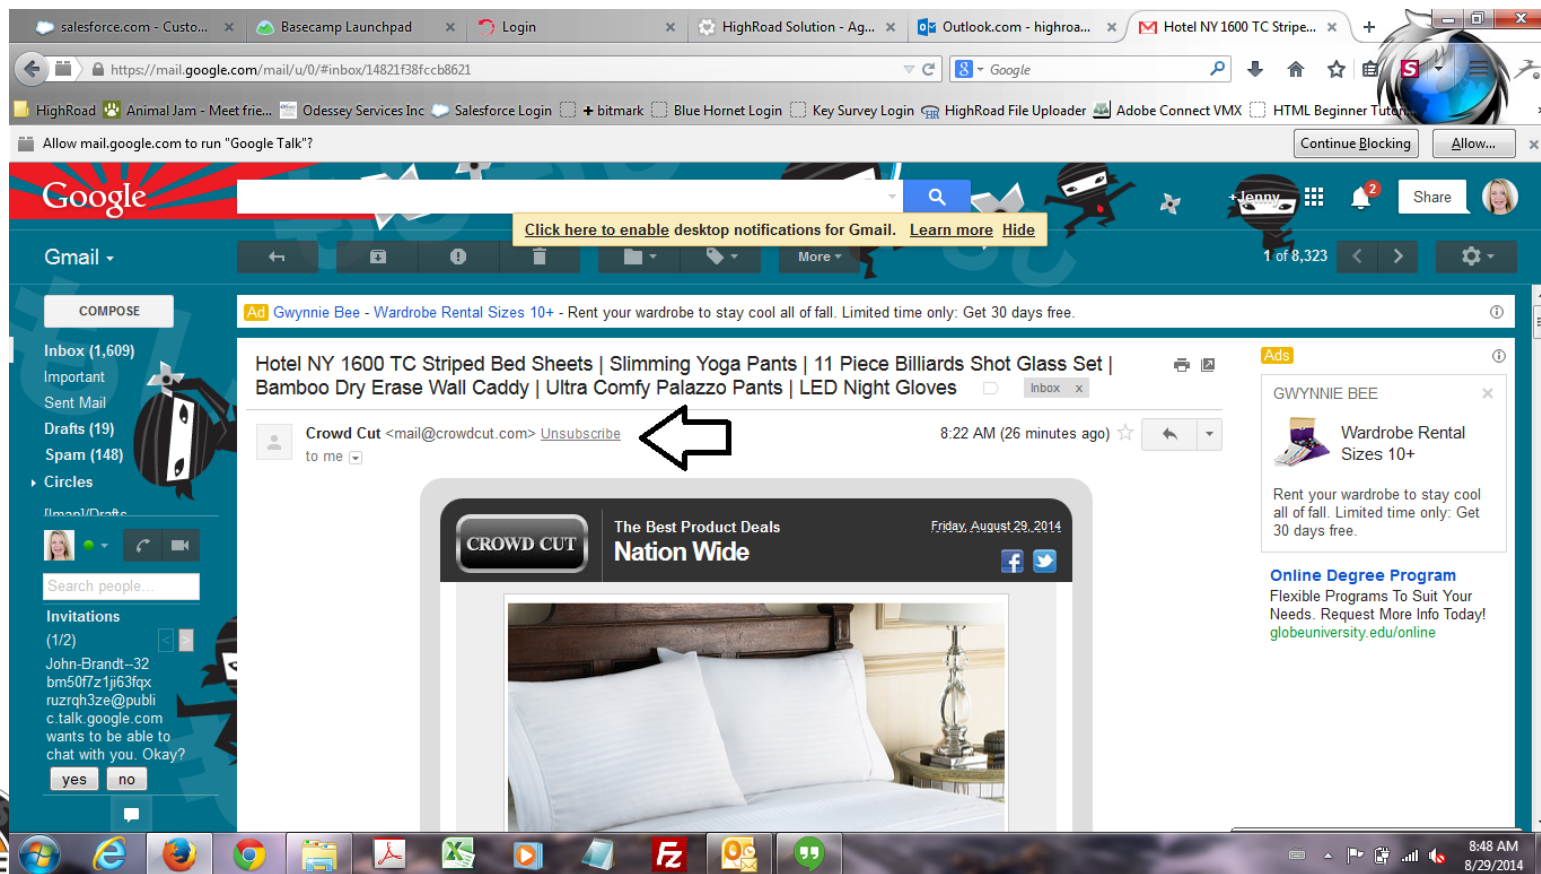 salesforce.com - Custo...
Basecamp Launchpad
Login
HighRoad Solution - Ag...
Outlook.com - highroa...
Hotel NY 1600 TC Stripe...
https://mail.google.com/mail/u/0/#inbox/14821f38fccb8621
Google
HighRoad
Animal Jam - Meet frie...
Odessey Services Inc
Salesforce Login
+ bitmark
Blue Hornet Login
Key Survey Login
HighRoad File Uploader
Adobe Connect VMX
Allow mail.google.com to run "Google Talk"?
Continue Blocking
Allow...
Google
+Jenny
2
Share
Click here to enable desktop notifications for Gmail. Learn more Hide
Gmail
More
1 of 8,323
COMPOSE
Ad Gwynnie Bee - Wardrobe Rental Sizes 10+ - Rent your wardrobe to stay cool all of fall. Limited time only: Get 30 days free.
Inbox (1,609)
Important
Sent Mail
Drafts (19)
Spam (148)
Circles
[Imap]/Drafts
Search people...
Invitations
(1/2)
John-Brandt--32
bm50f7z1ji63fqx
ruzrqh3ze@publi
c.talk.google.com
wants to be able to
chat with you. Okay?
yes
no
Hotel NY 1600 TC Striped Bed Sheets | Slimming Yoga Pants | 11 Piece Billiards Shot Glass Set |
Bamboo Dry Erase Wall Caddy | Ultra Comfy Palazzo Pants | LED Night Gloves
Inbox x
Crowd Cut <mail@crowdcut.com> Unsubscribe
8:22 AM (26 minutes ago)
to me
CROWD CUT
The Best Product Deals
Nation Wide
Friday, August 29, 2014
Ads
GWYNNIE BEE
Wardrobe Rental
Sizes 10+
Rent your wardrobe to stay cool
all of fall. Limited time only: Get
30 days free.
Online Degree Program
Flexible Programs To Suit Your
Needs. Request More Info Today!
globeuniversity.edu/online
8:48 AM
8/29/2014